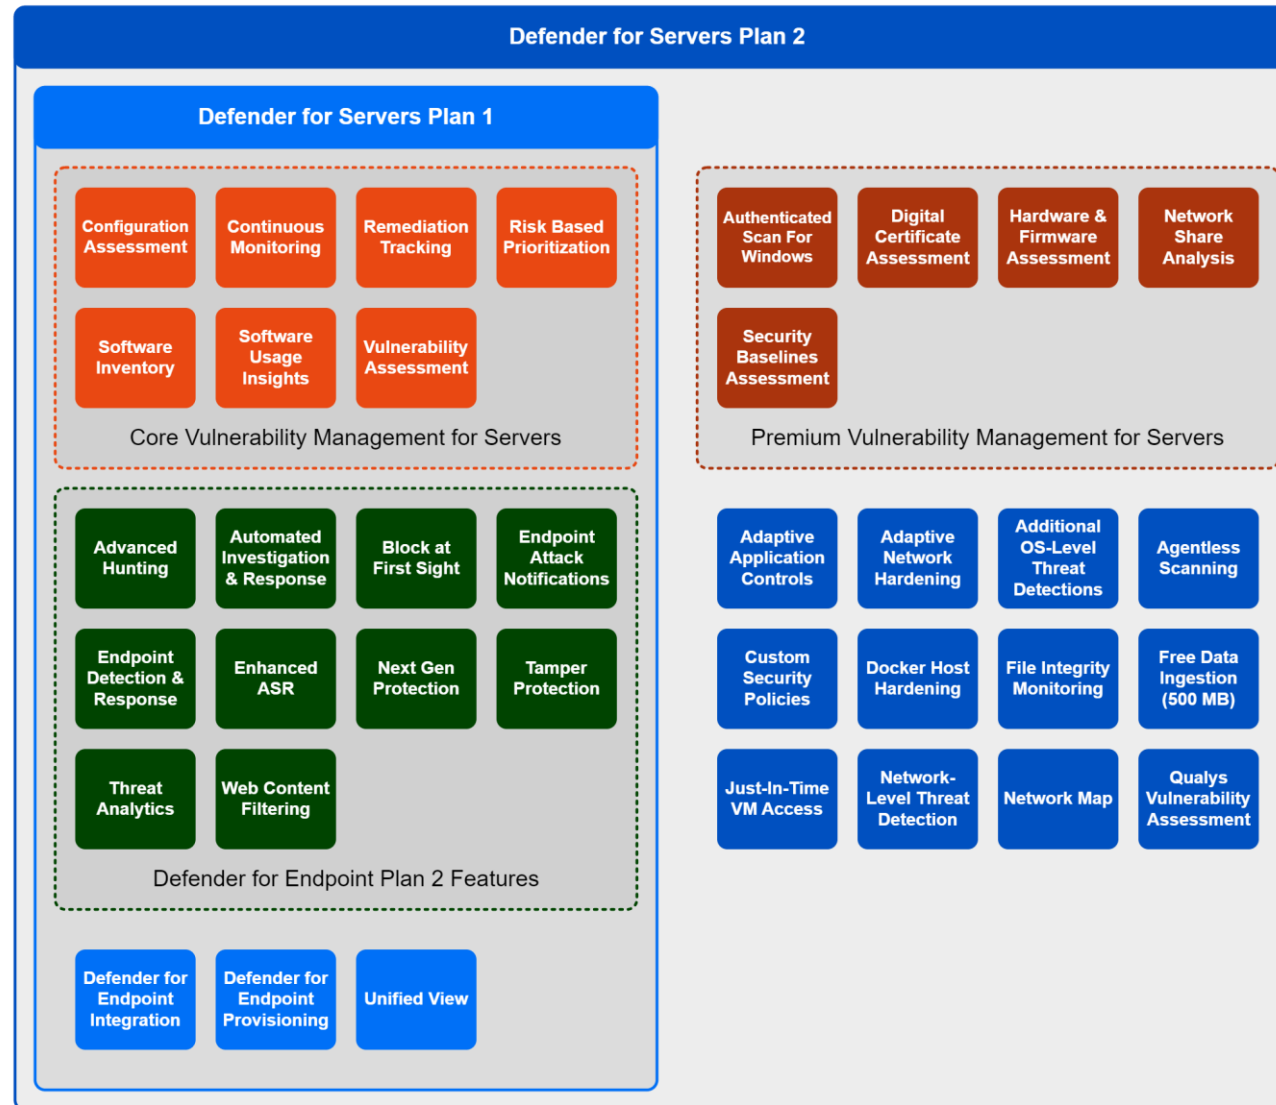 Defender for Servers Plan 2
Defender for Servers Plan 1
Configuration
Assessment
Continuous
Monitoring
Remediation
Tracking
Risk Based
Prioritization
Software
Inventory
Software
Usage
Insights
Vulnerability
Assessment
Core Vulnerability Management for Servers
Advanced
Hunting
Automated
Investigation
& Response
Block at
First Sight
Endpoint
Attack
Notifications
Endpoint
Detection &
Response
Enhanced
ASR
Next Gen
Protection
Tamper
Protection
Threat
Analytics
Web Content
Filtering
Defender for Endpoint Plan 2 Features
Defender for
Endpoint
Integration
Defender for
Endpoint
Provisioning
Unified View
Authenticated
Scan For
Windows
Digital
Certificate
Assessment
Hardware &
Firmware
Assessment
Network
Share
Analysis
Security
Baselines
Assessment
Premium Vulnerability Management for Servers
Adaptive
Application
Controls
Adaptive
Network
Hardening
Additional
OS-Level
Threat
Detections
Agentless
Scanning
Custom
Security
Policies
Docker Host
Hardening
File Integrity
Monitoring
Free Data
Ingestion
(500 MB)
Just-In-Time
VM Access
Network-
Level Threat
Detection
Network Map
Qualys
Vulnerability
Assessment